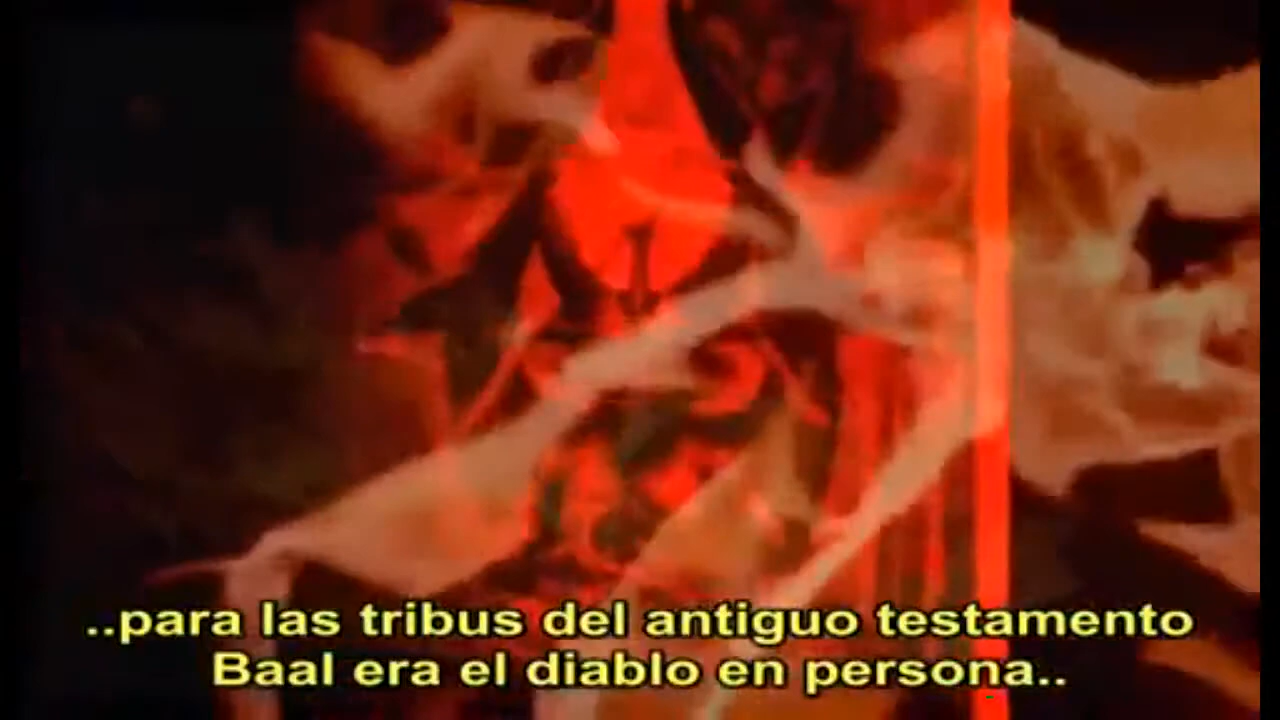 ..para las tribus del antiguo testamento
Baal era el diablo en persona..